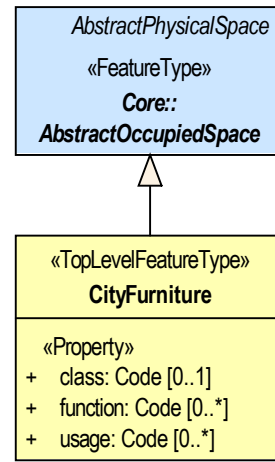 AbstractPhysicalSpace
«FeatureType»
Core::
AbstractOccupiedSpace
«TopLevelFeatureType»
CityFurniture
«Property»
+ class: Code [0..1]
+ function: Code [0..*]
+ usage: Code [0..*]